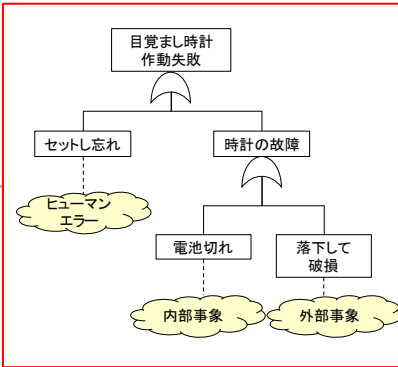 目覚まし時計
作動失敗
セットし忘れ
時計の故障
ヒューマン
エラー
電池切れ
落下して
破損
内部事象
外部事象